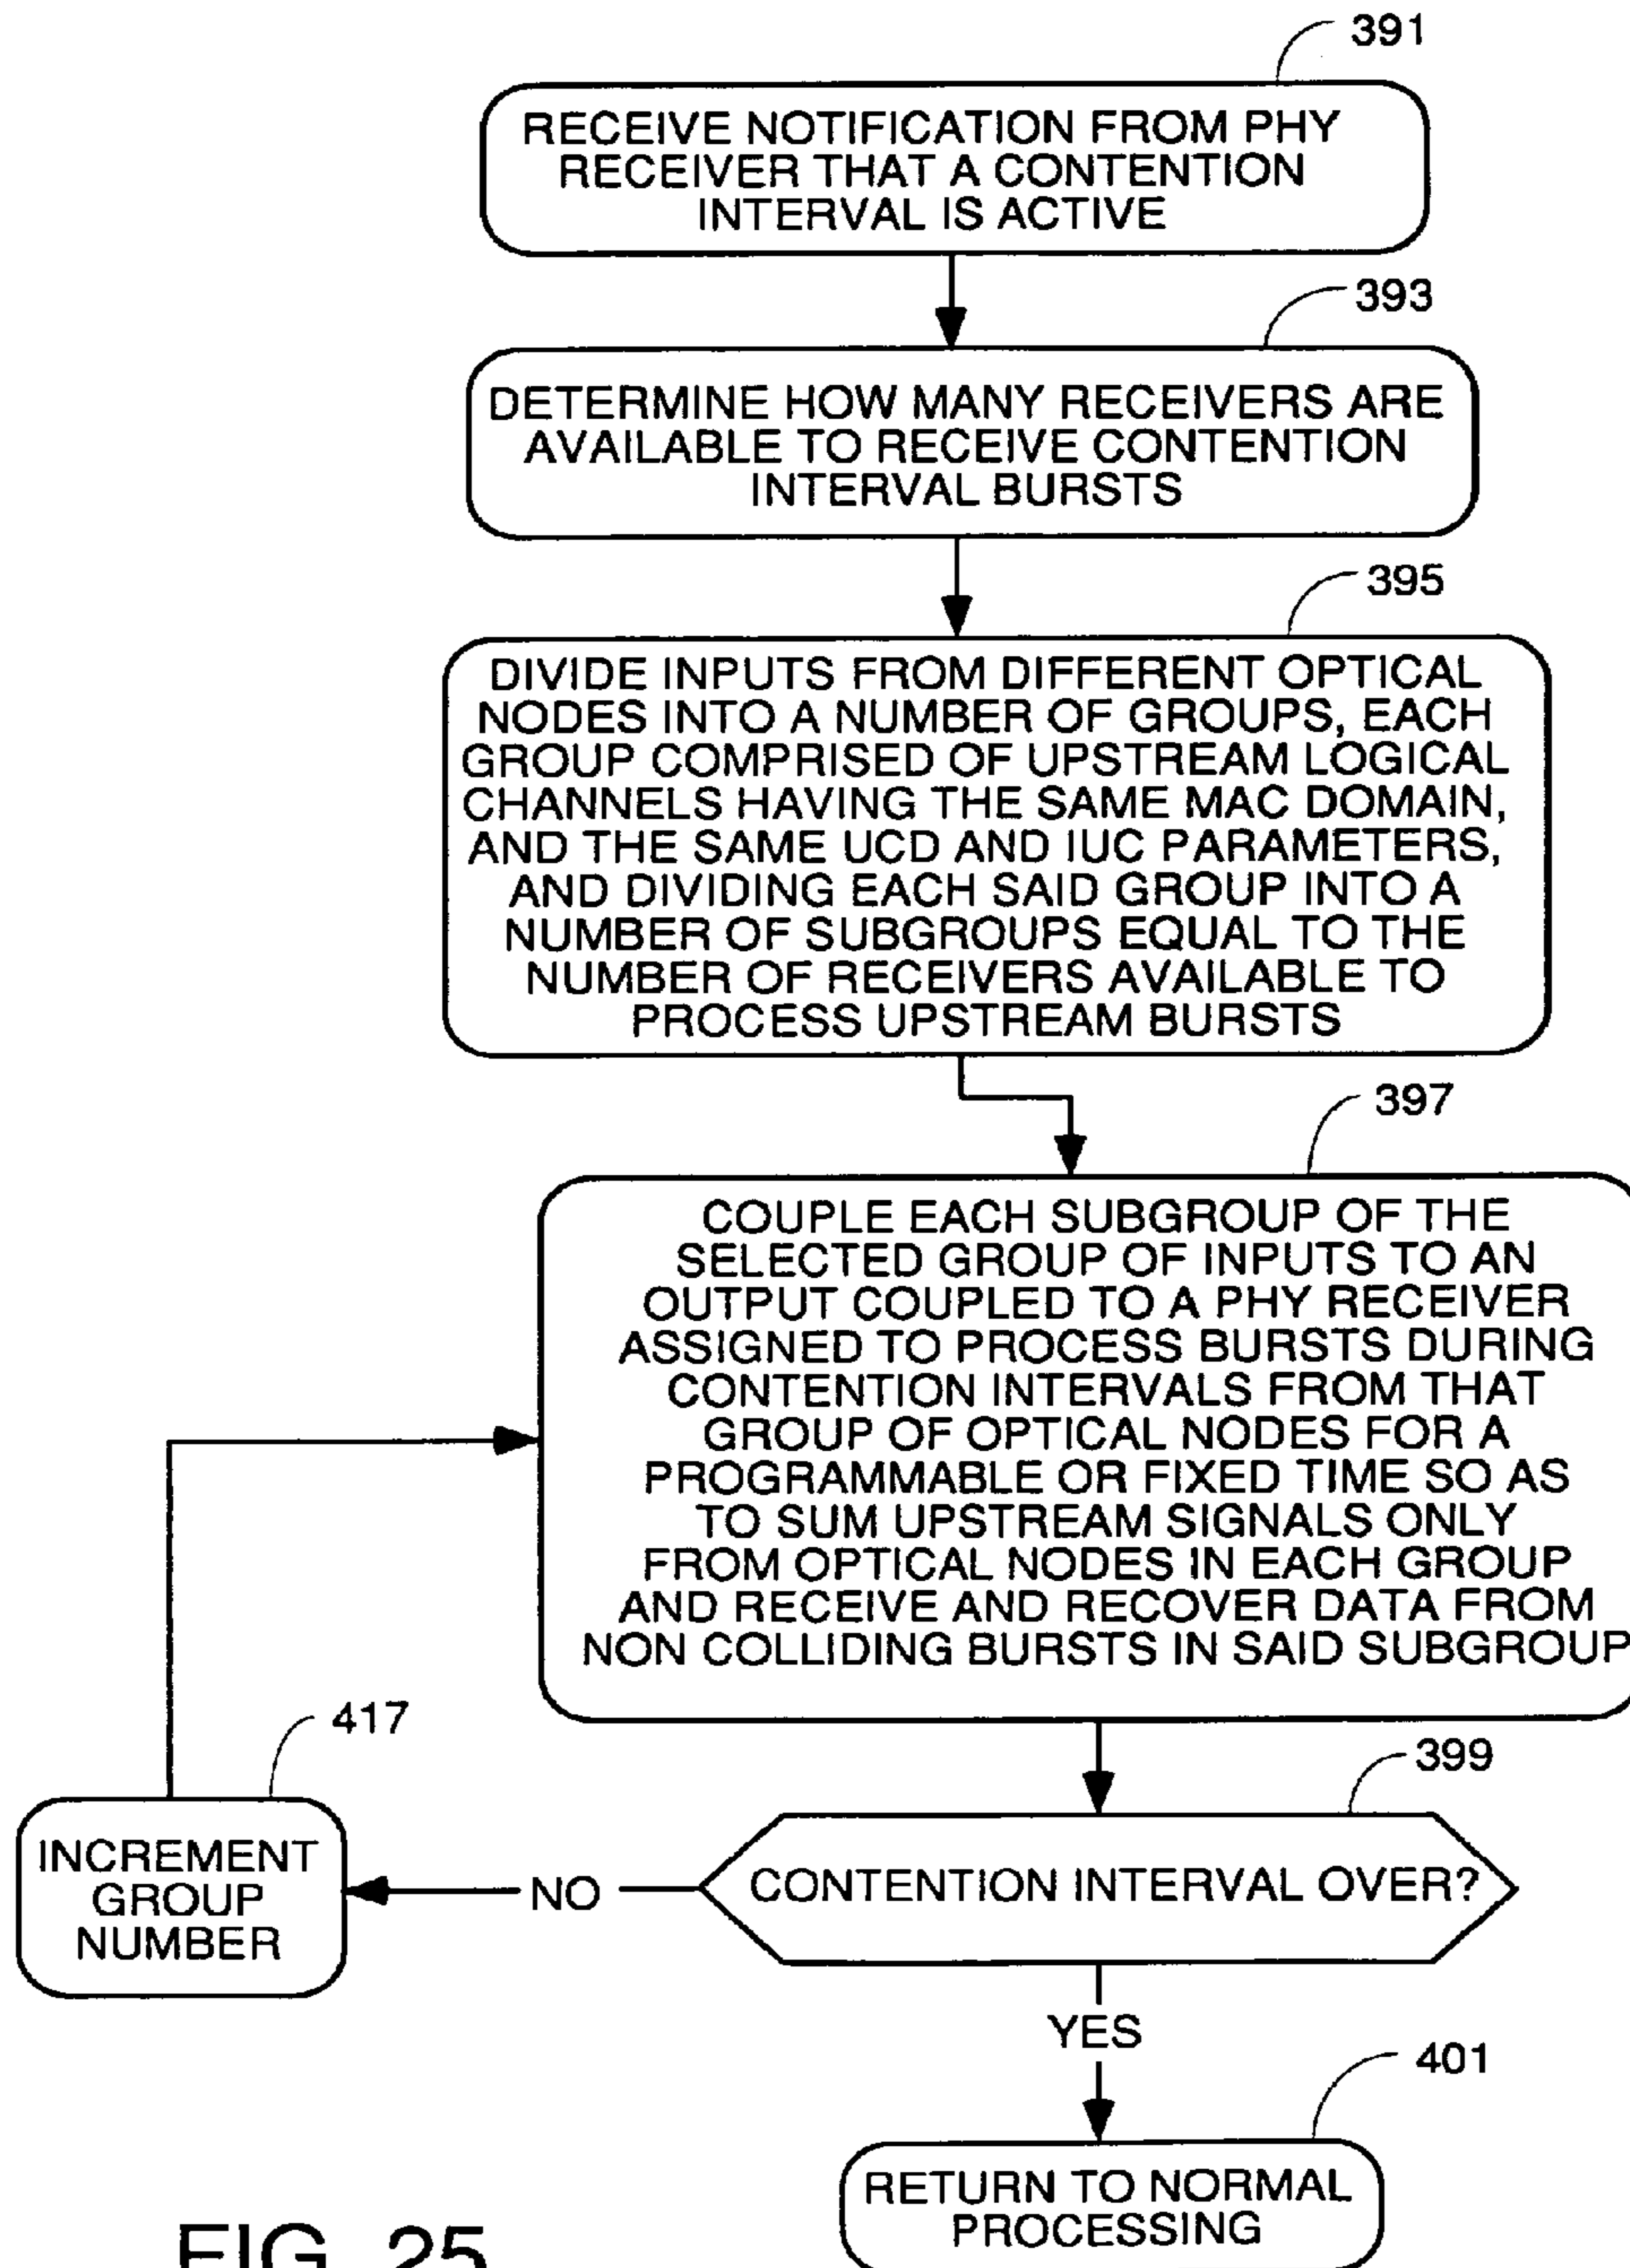 391
RECEIVE NOTIFICATION FROM PHY
RECEIVER THAT A CONTENTION
INTERVAL IS ACTIVE
393
DETERMINE HOW MANY RECEIVERS ARE
AVAILABLE TO RECEIVE CONTENTION
INTERVAL BURSTS
395
DIVIDE INPUTS FROM DIFFERENT OPTICAL
NODES INTO A NUMBER OF GROUPS, EACH
GROUP COMPRISED OF UPSTREAM LOGICAL
CHANNELS HAVING THE SAME MAC DOMAIN,
AND THE SAME UCD AND IUC PARAMETERS,
AND DIVIDING EACH SAID GROUP INTO A
NUMBER OF SUBGROUPS EQUAL TO THE
NUMBER OF RECEIVERS AVAILABLE TO
PROCESS UPSTREAM BURSTS
397
COUPLE EACH SUBGROUP OF THE
SELECTED GROUP OF INPUTS TO AN
OUTPUT COUPLED TO A PHY RECEIVER
ASSIGNED TO PROCESS BURSTS DURING
CONTENTION INTERVALS FROM THAT
GROUP OF OPTICAL NODES FOR A
PROGRAMMABLE OR FIXED TIME SO AS
TO SUM UPSTREAM SIGNALS ONLY
FROM OPTICAL NODES IN EACH GROUP
AND RECEIVE AND RECOVER DATA FROM
NON COLLIDING BURSTS IN SAID SUBGROUP
417
INCREMENT
GROUP
NUMBER
399
CONTENTION INTERVAL OVER?
NO
YES
401
RETURN TO NORMAL
PROCESSING
FIG. 25